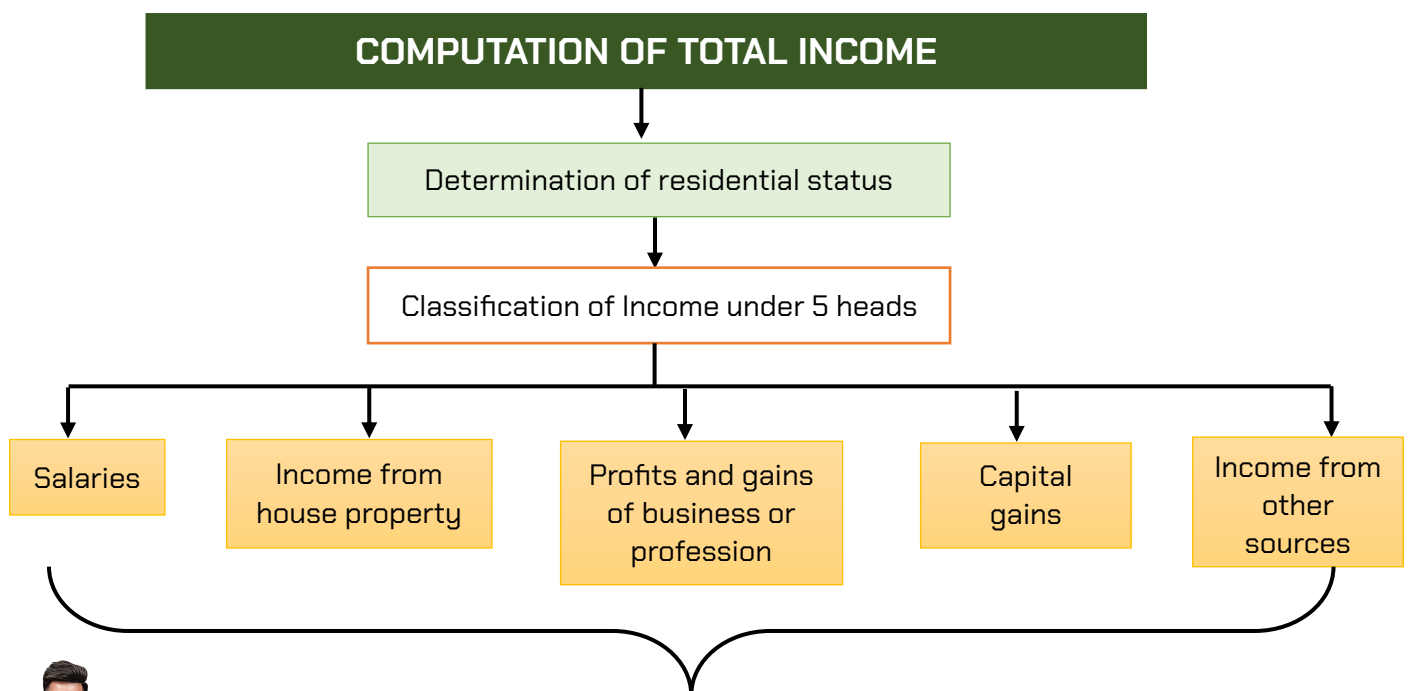 COMPUTATION OF TOTAL INCOME
Determination of residential status
Classification of Income under 5 heads
Salaries
Income from
house property
Profits and gains
of business or
profession
Capital
gains
Income from
other
sources